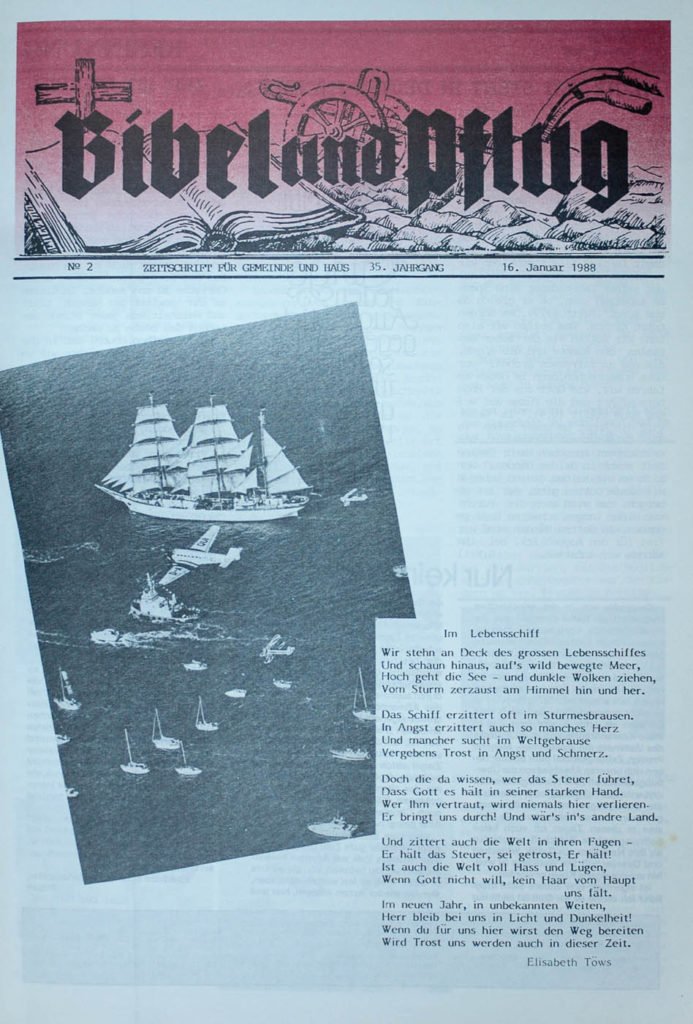 Bibel und Pflug
Nº 2 ZEITSCHRIFT FÜR GEMEINDE UND HAUS 35. JAHRGANG 16. Januar 1988
Im Lebensschiff
Wir stehn an Deck des grossen Lebensschiffes
Und schaun hinaus, auf's wild bewegte Meer,
Hoch geht die See - und dunkle Wolken ziehen,
Vom Sturm zerzaust am Himmel hin und her.
Das Schiff erzittert oft im Sturmesbrausen.
In Angst erzittert auch so manches Herz
Und mancher sucht im Weltgebrause
Vergebens Trost in Angst und Schmerz.
Doch die da wissen, wer das Steuer führet,
Dass Gott es hält in seiner starken Hand.
Wer Ihm vertraut, wird niemals hier verlieren-
Er bringt uns durch! Und wär's in's andre Land.
Und zittert auch die Welt in ihren Fugen -
Er hält das Steuer, sei getrost, Er hält!
Ist auch die Welt voll Hass und Lügen,
Wenn Gott nicht will, kein Haar vom Haupt
uns fält.
Im neuen Jahr, in unbekannten Weiten,
Herr bleib bei uns in Licht und Dunkelheit!
Wenn du für uns hier wirst den Weg bereiten
Wird Trost uns werden auch in dieser Zeit.
Elisabeth Töws